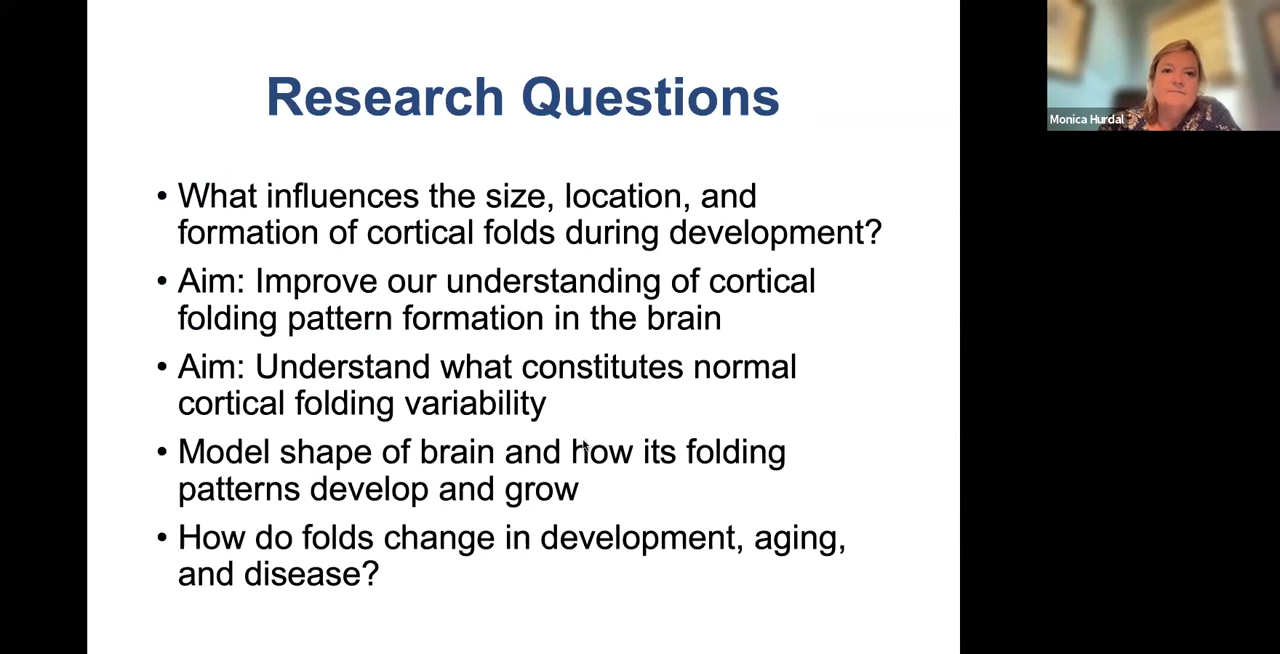 Research Questions
• What influences the size, location, and
formation of cortical folds during development?
• Aim: Improve our understanding of cortical
folding pattern formation in the brain
• Aim: Understand what constitutes normal
cortical folding variability
• Model shape of brain and how its folding
patterns develop and grow
• How do folds change in development, aging,
and disease?
Monica Hurdal